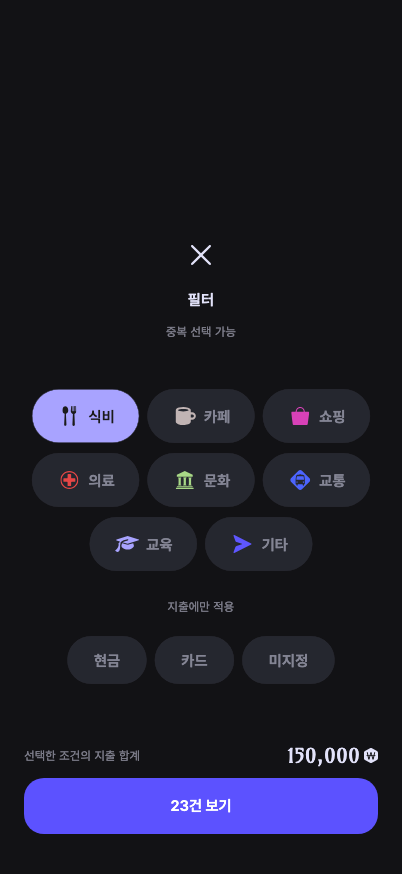 필터
중복 선택 가능
식비 카페 쇼핑
의료 문화 교통
교육 기타
지출에만 적용
현금 카드 미지정
선택한 조건의 지출 합계 150,000 W
23건 보기